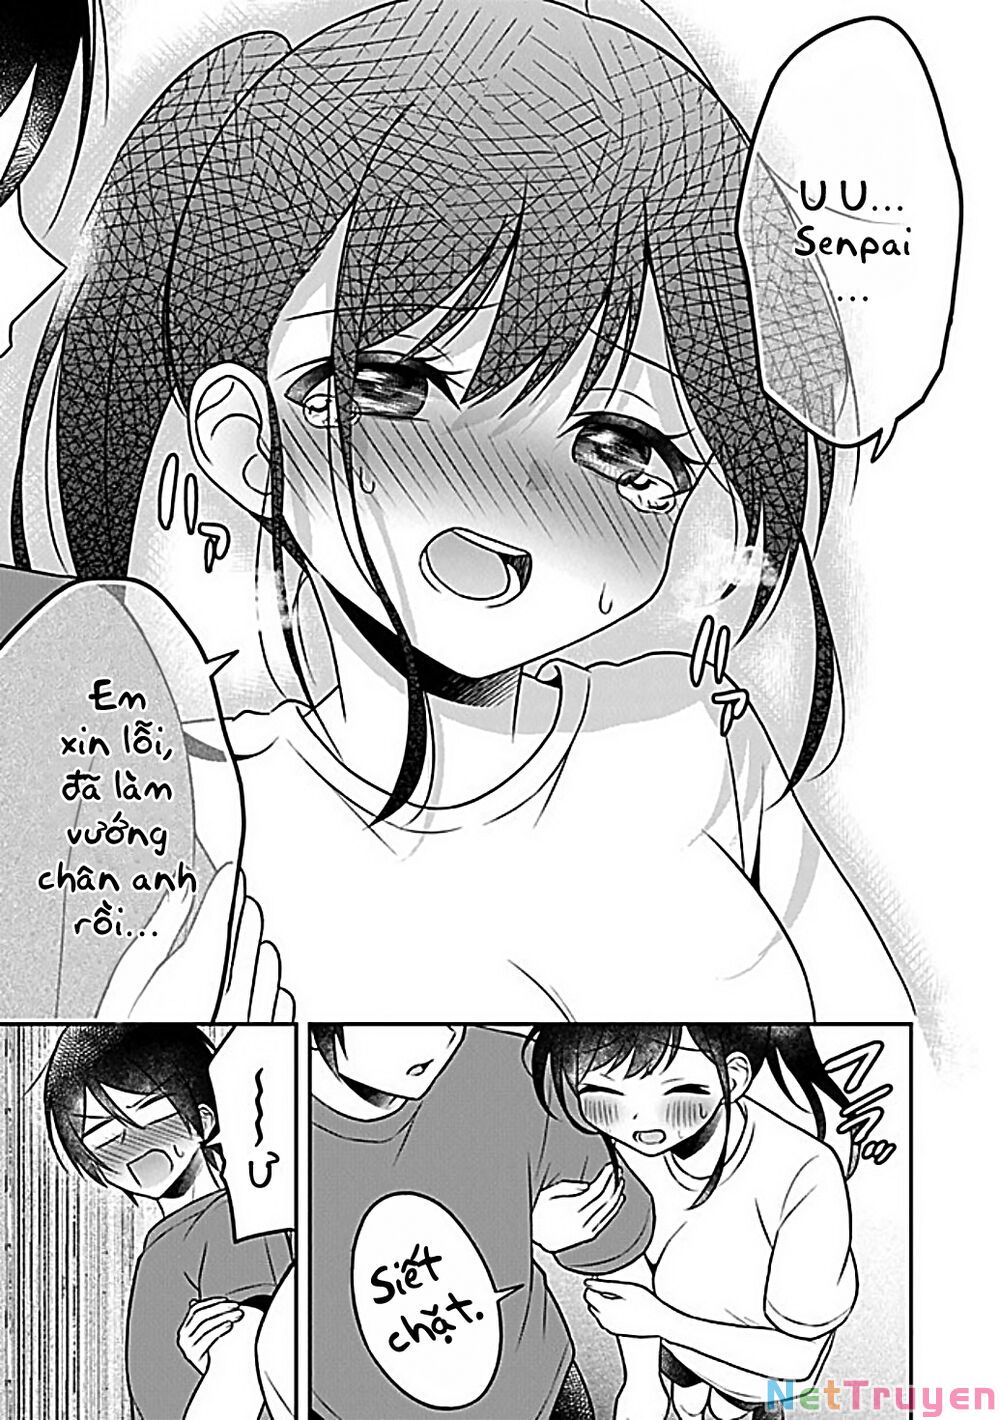 U U...
Senpai
...
Em
xin lỗi,
đã làm
vướng
chân anh
rồi...
Siết
chặt.
Ư
NetTruyen